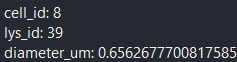 cell_id: 8
lys_id: 39
diameter_um: 0.6562677700817585